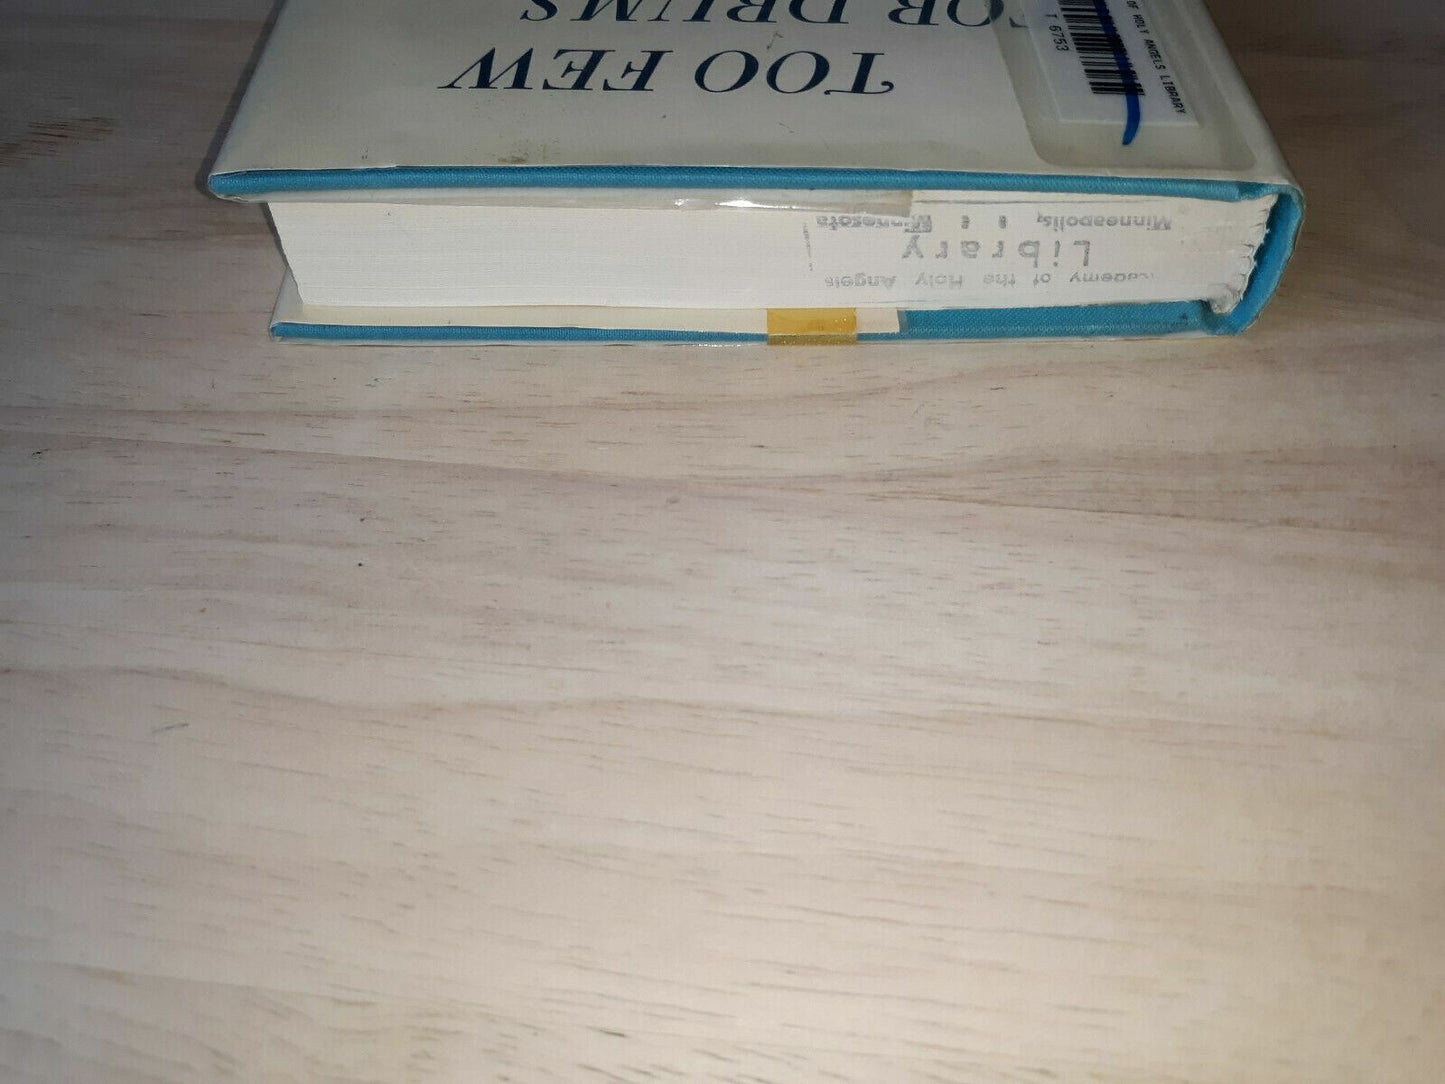 TOO FEW
FOR DRUMS
OF HOLY ANGELS LIBRARY
T 6753
Academy of the Holy Angels
Library
Minneapolis, Minnesota